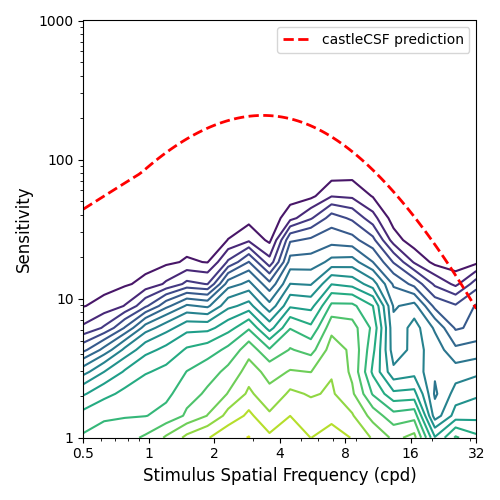 1000
castleCSF prediction
100
Sensitivity
10
1
0.5 1 2 4 8 16 32
Stimulus Spatial Frequency (cpd)